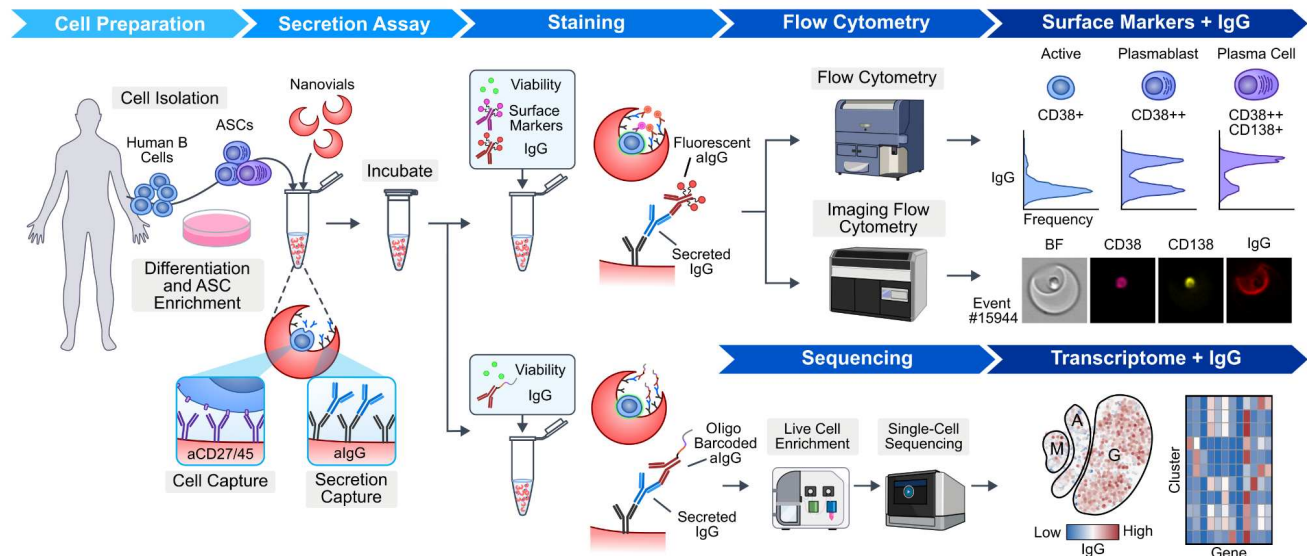 Cell Preparation
Secretion Assay
Staining
Flow Cytometry
Surface Markers + IgG
Cell Isolation
Human B
Cells
ASCs
Differentiation
and ASC
Enrichment
Nanovials
Incubate
aCD27/45
Cell Capture
aIgG
Secretion
Capture
Viability
Surface
Markers
IgG
Fluorescent
aIgG
Secreted
IgG
Flow Cytometry
Imaging Flow
Cytometry
Active
CD38+
Plasmablast
CD38++
Plasma Cell
CD38++
CD138+
IgG
Frequency
BF
CD38
CD138
IgG
Event
#15944
Viability
IgG
Oligo
Barcoded
aIgG
Secreted
IgG
Sequencing
Transcriptome + IgG
Live Cell
Enrichment
Single-Cell
Sequencing
A
M
G
Low
High
IgG
Cluster
Gene